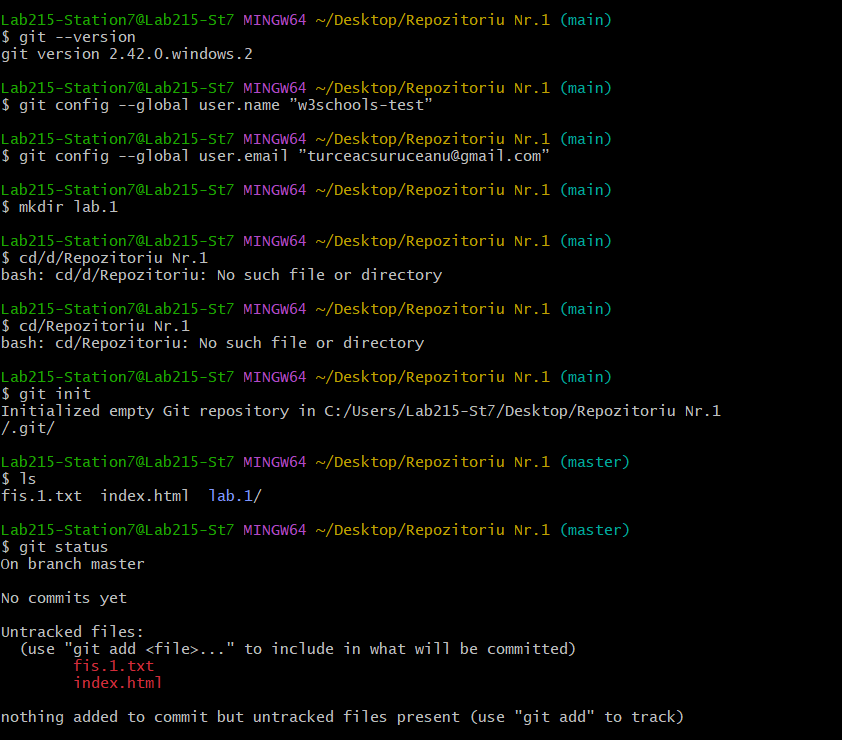 Lab215-Station7@Lab215-St7 MINGW64 ~/Desktop/Repozitoriu Nr.1 (main)
$ git --version
git version 2.42.0.windows.2

Lab215-Station7@Lab215-St7 MINGW64 ~/Desktop/Repozitoriu Nr.1 (main)
$ git config --global user.name ”w3schools-test”

Lab215-Station7@Lab215-St7 MINGW64 ~/Desktop/Repozitoriu Nr.1 (main)
$ git config --global user.email ”turceacsuruceanu@gmail.com”

Lab215-Station7@Lab215-St7 MINGW64 ~/Desktop/Repozitoriu Nr.1 (main)
$ mkdir lab.1

Lab215-Station7@Lab215-St7 MINGW64 ~/Desktop/Repozitoriu Nr.1 (main)
$ cd/d/Repozitoriu Nr.1
bash: cd/d/Repozitoriu: No such file or directory

Lab215-Station7@Lab215-St7 MINGW64 ~/Desktop/Repozitoriu Nr.1 (main)
$ cd/Repozitoriu Nr.1
bash: cd/Repozitoriu: No such file or directory

Lab215-Station7@Lab215-St7 MINGW64 ~/Desktop/Repozitoriu Nr.1 (main)
$ git init
Initialized empty Git repository in C:/Users/Lab215-St7/Desktop/Repozitoriu Nr.1
/.git/

Lab215-Station7@Lab215-St7 MINGW64 ~/Desktop/Repozitoriu Nr.1 (master)
$ ls
fis.1.txt  index.html  lab.1/

Lab215-Station7@Lab215-St7 MINGW64 ~/Desktop/Repozitoriu Nr.1 (master)
$ git status
On branch master

No commits yet

Untracked files:
  (use "git add <file>..." to include in what will be committed)
        fis.1.txt
        index.html

nothing added to commit but untracked files present (use "git add" to track)